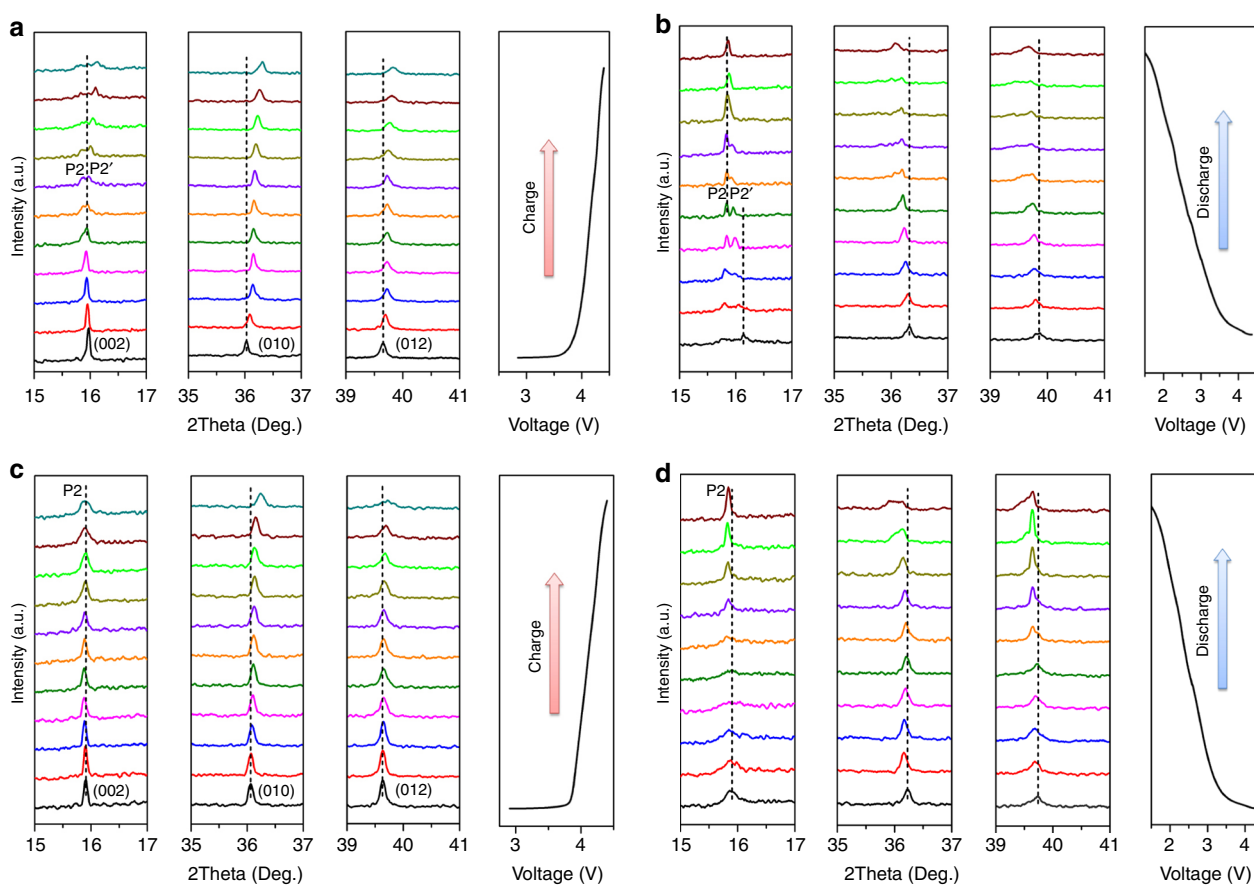 a
b
Intensity (a.u.)
P2 P2′
(002)
(010)
(012)
Charge
15 16 17 35 36 37 39 40 41 3 4
2Theta (Deg.)
Voltage (V)
Intensity (a.u.)
P2 P2′
Discharge
15 16 17 35 36 37 39 40 41 2 3 4
2Theta (Deg.)
Voltage (V)
c
d
Intensity (a.u.)
P2
(002)
(010)
(012)
Charge
15 16 17 35 36 37 39 40 41 3 4
2Theta (Deg.)
Voltage (V)
Intensity (a.u.)
P2
Discharge
15 16 17 35 36 37 39 40 41 2 3 4
2Theta (Deg.)
Voltage (V)